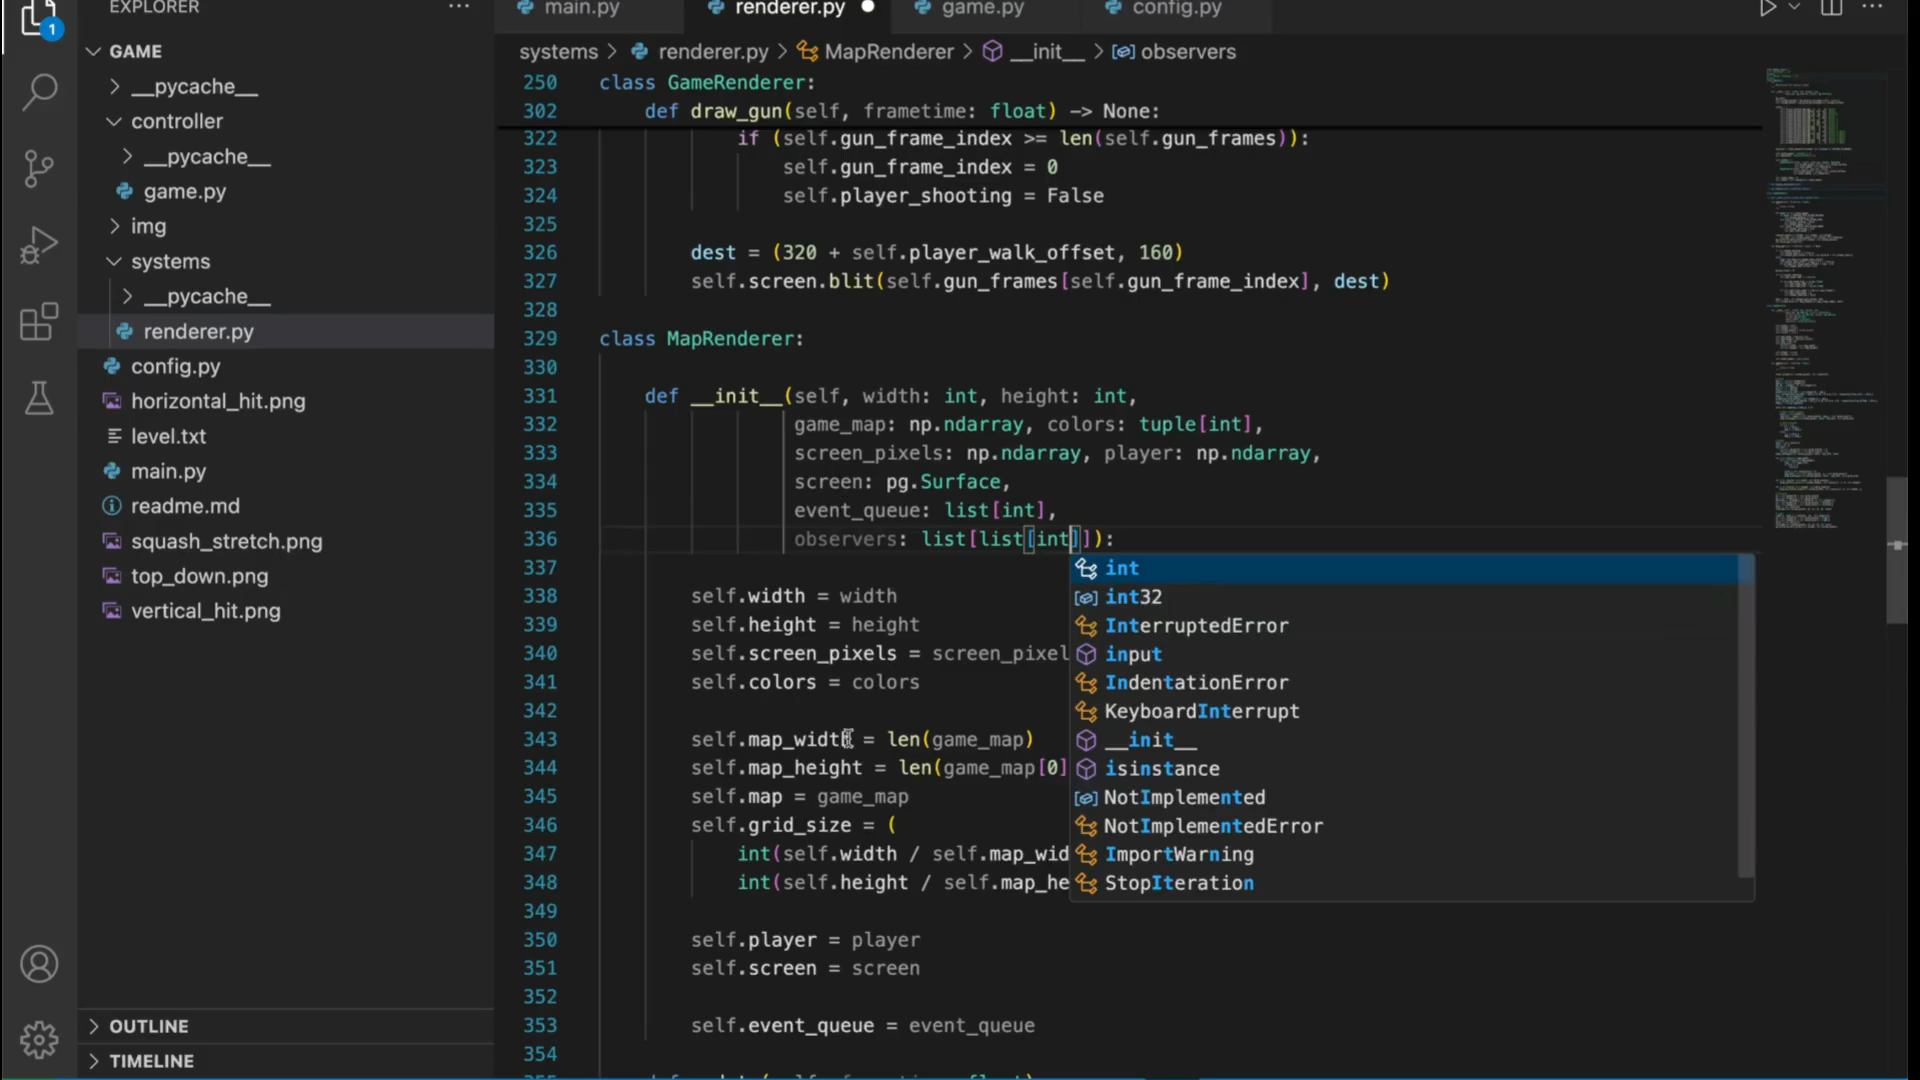 EXPLORER
...
main.py
renderer.py
game.py
config.py
1
GAME
__pycache__
controller
__pycache__
game.py
img
systems
__pycache__
renderer.py
config.py
horizontal_hit.png
level.txt
main.py
readme.md
squash_stretch.png
top_down.png
vertical_hit.png
OUTLINE
TIMELINE
systems > renderer.py > MapRenderer > __init__ > observers
250 class GameRenderer:
302 def draw_gun(self, frametime: float) -> None:
322 if (self.gun_frame_index >= len(self.gun_frames)):
323 self.gun_frame_index = 0
324 self.player_shooting = False
325
326 dest = (320 + self.player_walk_offset, 160)
327 self.screen.blit(self.gun_frames[self.gun_frame_index], dest)
328
329 class MapRenderer:
330
331 def __init__(self, width: int, height: int,
332 game_map: np.ndarray, colors: tuple[int],
333 screen_pixels: np.ndarray, player: np.ndarray,
334 screen: pg.Surface,
335 event_queue: list[int],
336 observers: list[list[int]]):
337
338 self.width = width
339 self.height = height
340 self.screen_pixels = screen_pixel
341 self.colors = colors
342
343 self.map_width = len(game_map)
344 self.map_height = len(game_map[0]
345 self.map = game_map
346 self.grid_size = (
347 int(self.width / self.map_wid
348 int(self.height / self.map_he
349
350 self.player = player
351 self.screen = screen
352
353 self.event_queue = event_queue
354
int
int32
InterruptedError
input
IndentationError
KeyboardInterrupt
__init__
isinstance
NotImplemented
NotImplementedError
ImportWarning
StopIteration